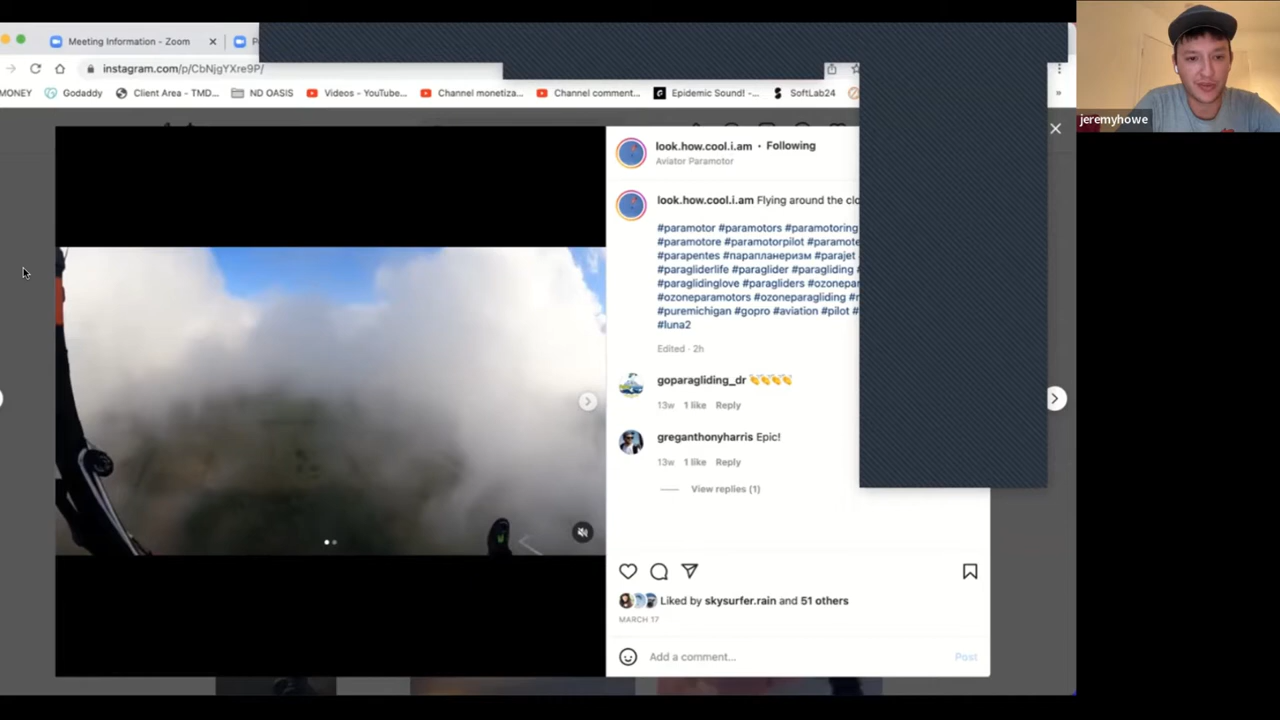 Meeting Information - Zoom
instagram.com/p/CbNjgYXre9P/
MONEY Godaddy Client Area - TMD... ND OASIS Videos - YouTube... Channel monetiza... Channel comment... Epidemic Sound! -... SoftLab24 »
jeremyhowe
look.how.cool.i.am • Following
Aviator Paramotor
look.how.cool.i.am Flying around the clo
#paramotor #paramotors #paramotoring
#paramotore #paramotorpilot #paramote
#parapentes #парапланеризм #parajet
#paragliderlife #paraglider #paragliding #
#paraglidinglove #paragliders #ozonepar
#ozoneparamotors #ozoneparagliding #r
#puremichigan #gopro #aviation #pilot #
#luna2
Edited · 2h
goparagliding_dr 👏👏👏👏
13w 1 like Reply
greganthonyharris Epic!
13w 1 like Reply
View replies (1)
Liked by skysurfer.rain and 51 others
MARCH 17
Add a comment... Post